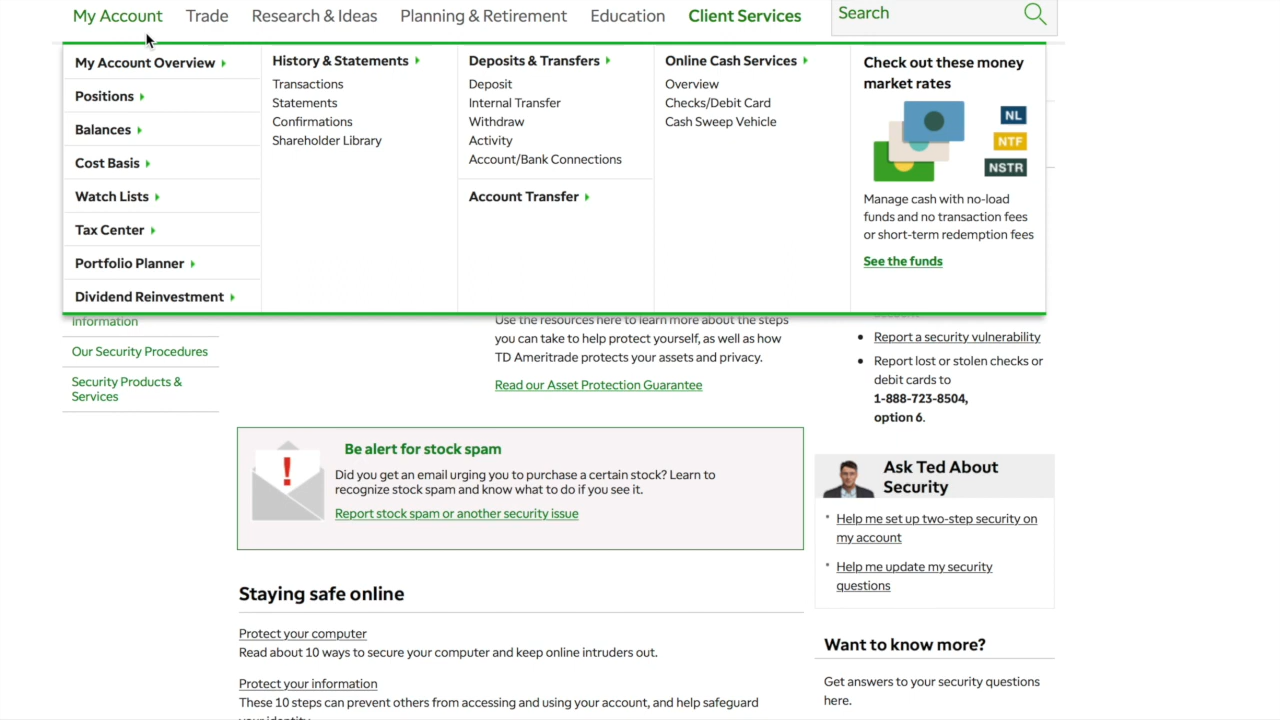 My Account
Trade
Research & Ideas
Planning & Retirement
Education
Client Services
Search
My Account Overview
Positions
Balances
Cost Basis
Watch Lists
Tax Center
Portfolio Planner
Dividend Reinvestment
History & Statements
Transactions
Statements
Confirmations
Shareholder Library
Deposits & Transfers
Deposit
Internal Transfer
Withdraw
Activity
Account/Bank Connections
Account Transfer
Online Cash Services
Overview
Checks/Debit Card
Cash Sweep Vehicle
Check out these money
market rates
NL
NTF
NSTR
Manage cash with no-load
funds and no transaction fees
or short-term redemption fees
See the funds
Information
Our Security Procedures
Security Products &
Services
Use the resources here to learn more about the steps
you can take to help protect yourself, as well as how
TD Ameritrade protects your assets and privacy.
Read our Asset Protection Guarantee
Be alert for stock spam
Did you get an email urging you to purchase a certain stock? Learn to
recognize stock spam and know what to do if you see it.
Report stock spam or another security issue
Staying safe online
Protect your computer
Read about 10 ways to secure your computer and keep online intruders out.
Protect your information
These 10 steps can prevent others from accessing and using your account, and help safeguard
your identity.
• Report a security vulnerability
• Report lost or stolen checks or
debit cards to
1-888-723-8504,
option 6.
Ask Ted About
Security
Help me set up two-step security on
my account
Help me update my security
questions
Want to know more?
Get answers to your security questions
here.